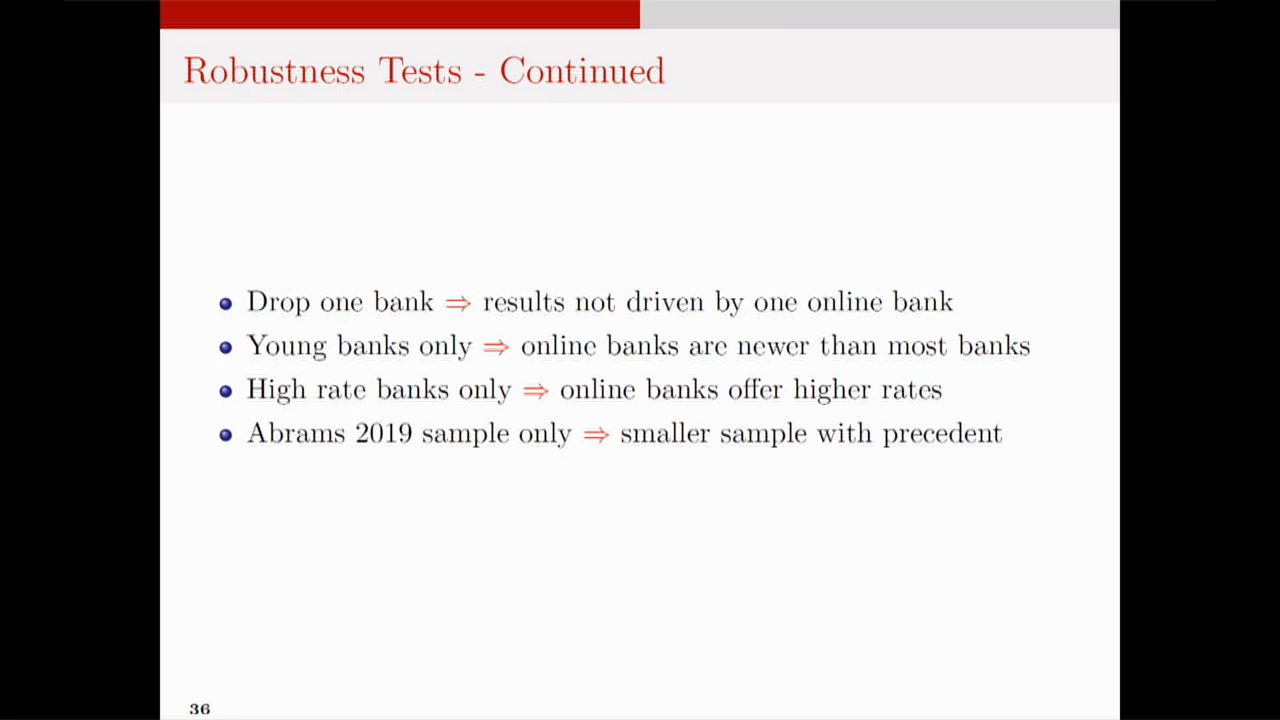 Robustness Tests - Continued
Drop one bank ⇒ results not driven by one online bank
Young banks only ⇒ online banks are newer than most banks
High rate banks only ⇒ online banks offer higher rates
Abrams 2019 sample only ⇒ smaller sample with precedent
36